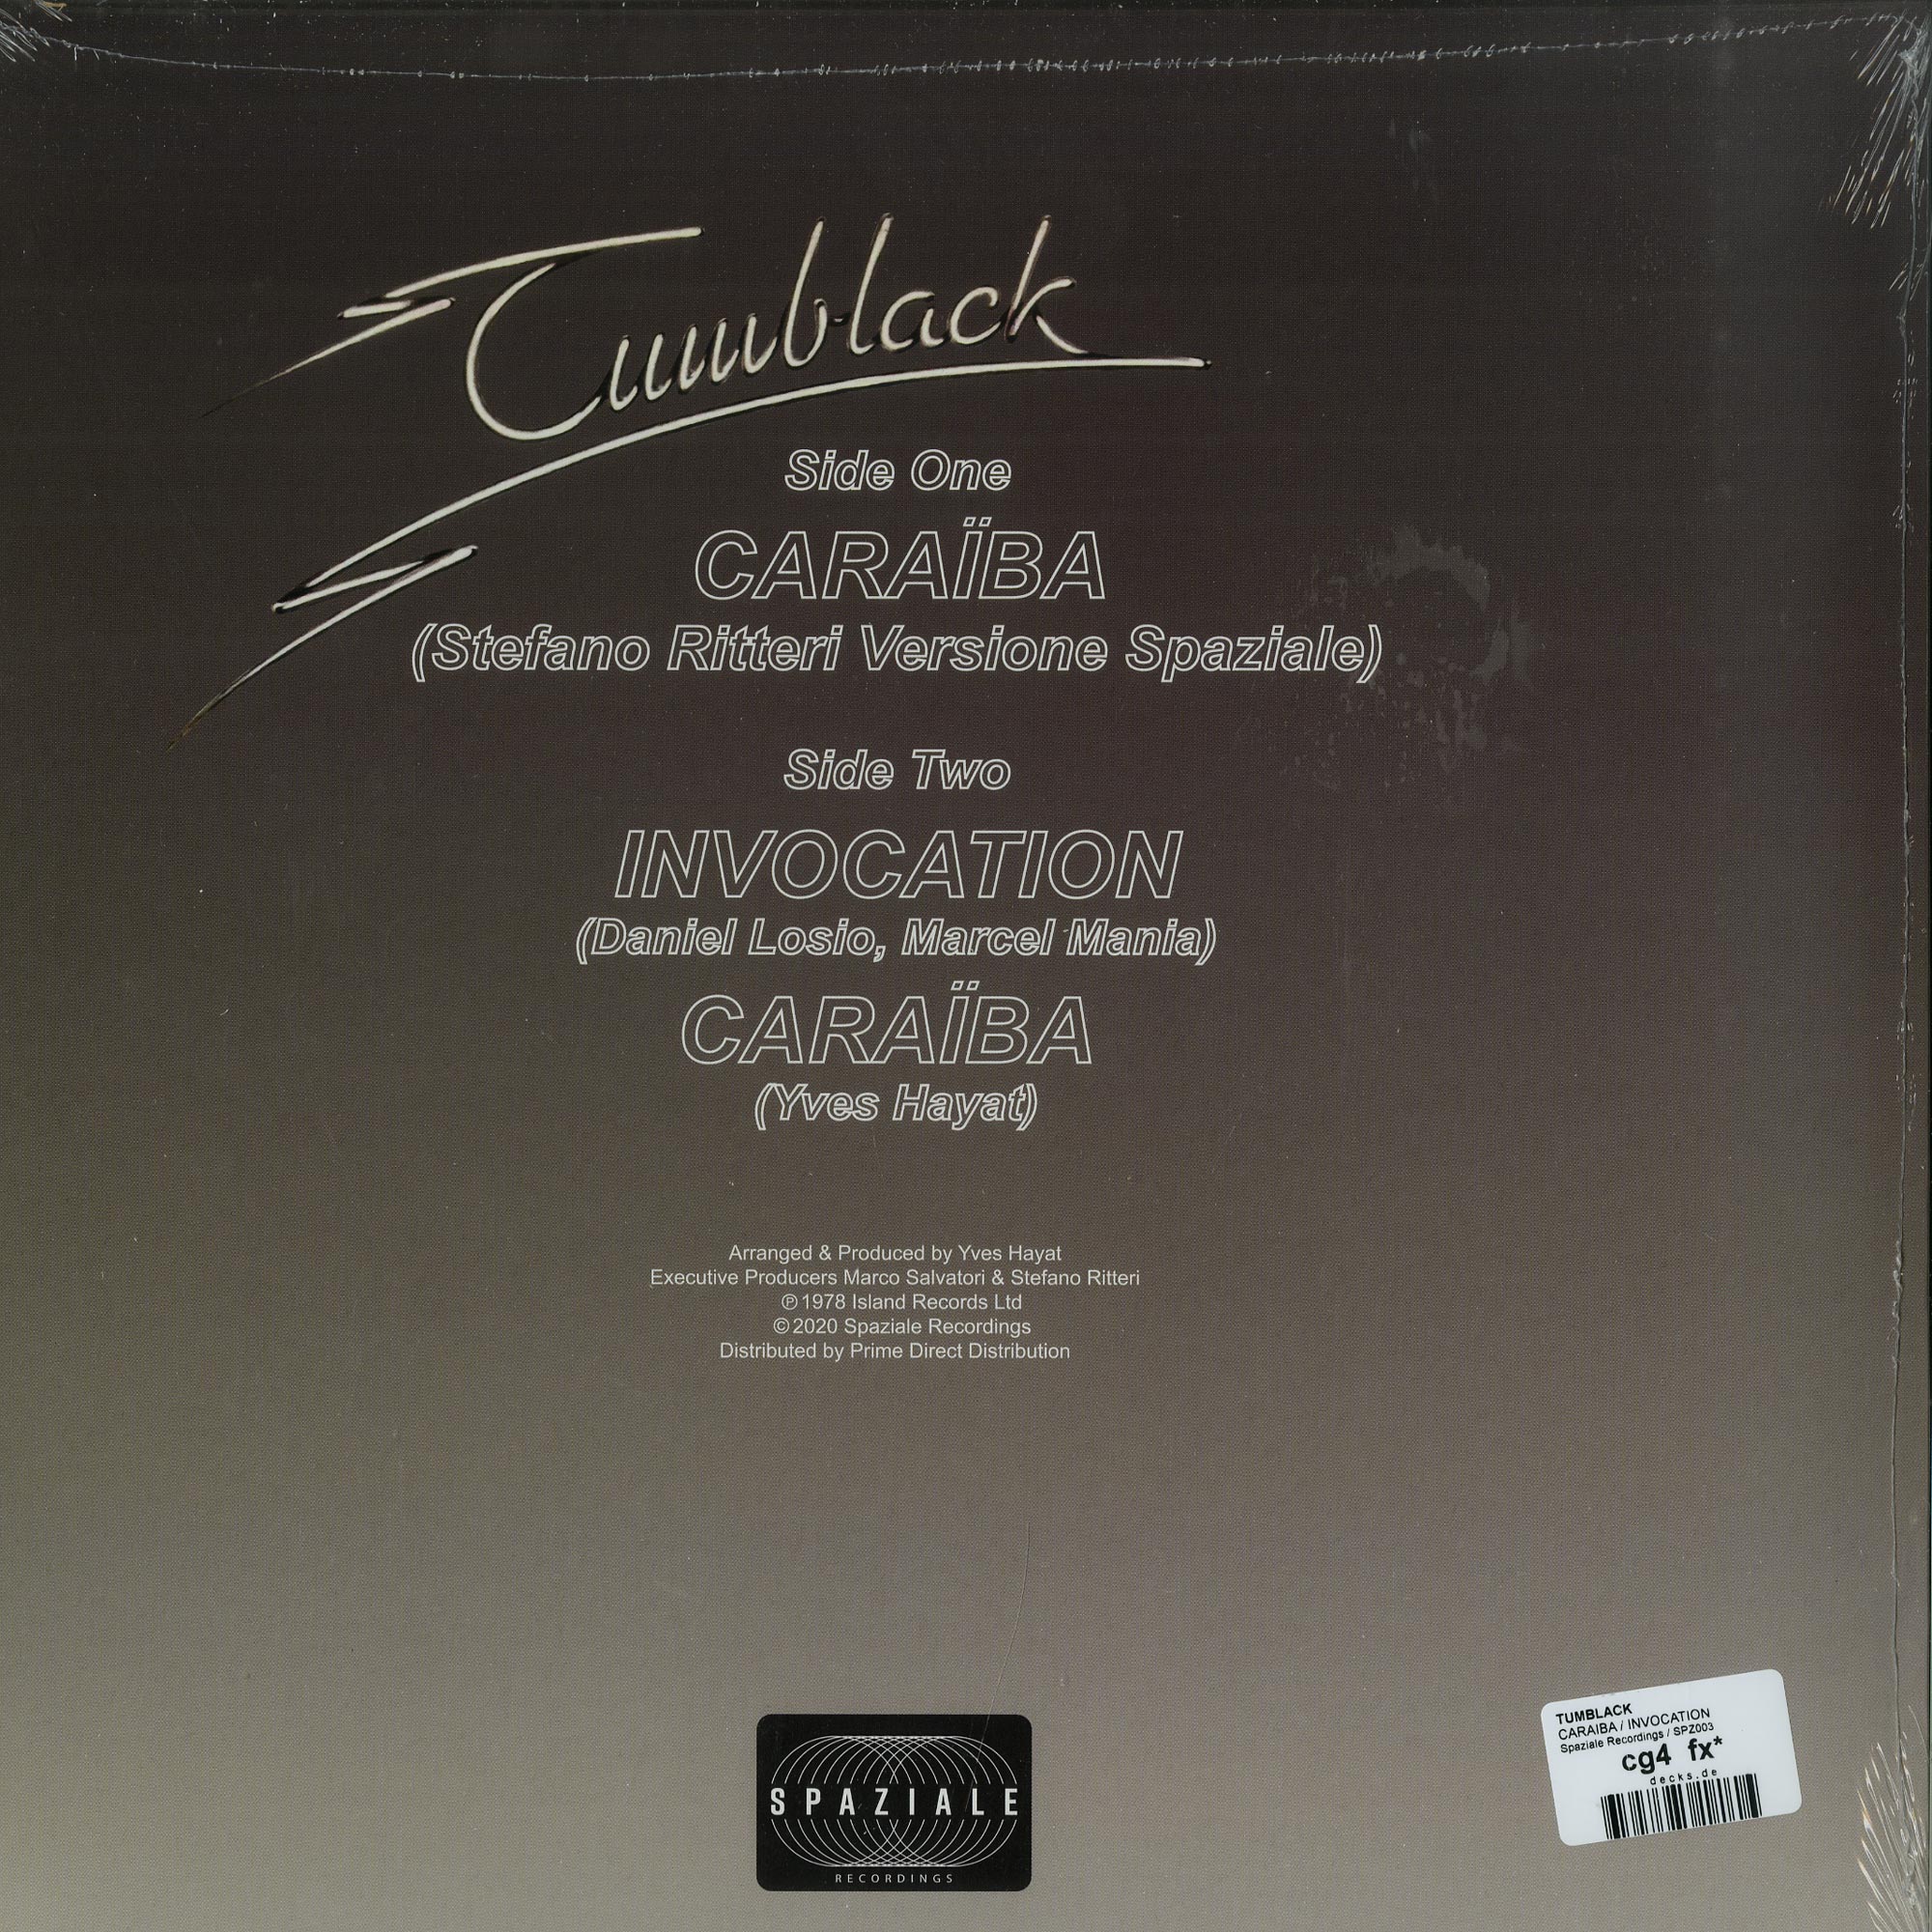 Tumblack
Side One
CARAÏBA
(Stefano Ritteri Versione Spaziale)
Side Two
INVOCATION
(Daniel Losio, Marcel Mania)
CARAÏBA
(Yves Hayat)
Arranged & Produced by Yves Hayat
Executive Producers Marco Salvatori & Stefano Ritteri
℗ 1978 Island Records Ltd
© 2020 Spaziale Recordings
Distributed by Prime Direct Distribution
SPAZIALE
RECORDINGS
TUMBLACK
CARAIBA / INVOCATION
Spaziale Recordings / SPZ003
cg4 fx*
decks.de